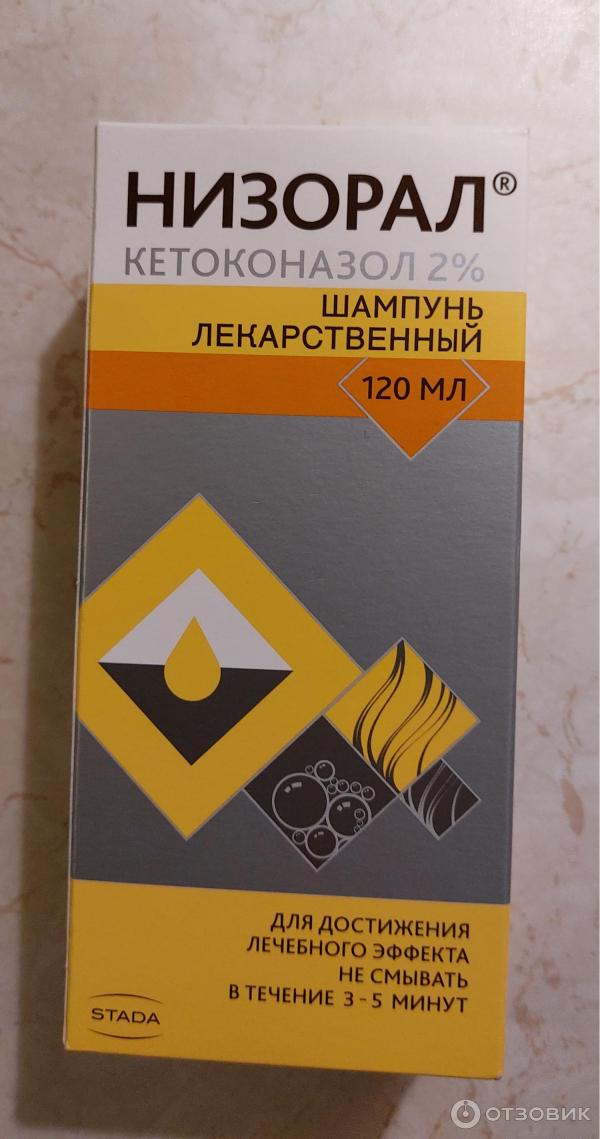 НИЗОРАЛ®
КЕТОКОНАЗОЛ 2%
ШАМПУНЬ
ЛЕКАРСТВЕННЫЙ
120 МЛ
ДЛЯ ДОСТИЖЕНИЯ
ЛЕЧЕБНОГО ЭФФЕКТА
НЕ СМЫВАТЬ
В ТЕЧЕНИЕ 3-5 МИНУТ
STADA
ОТЗОВИК